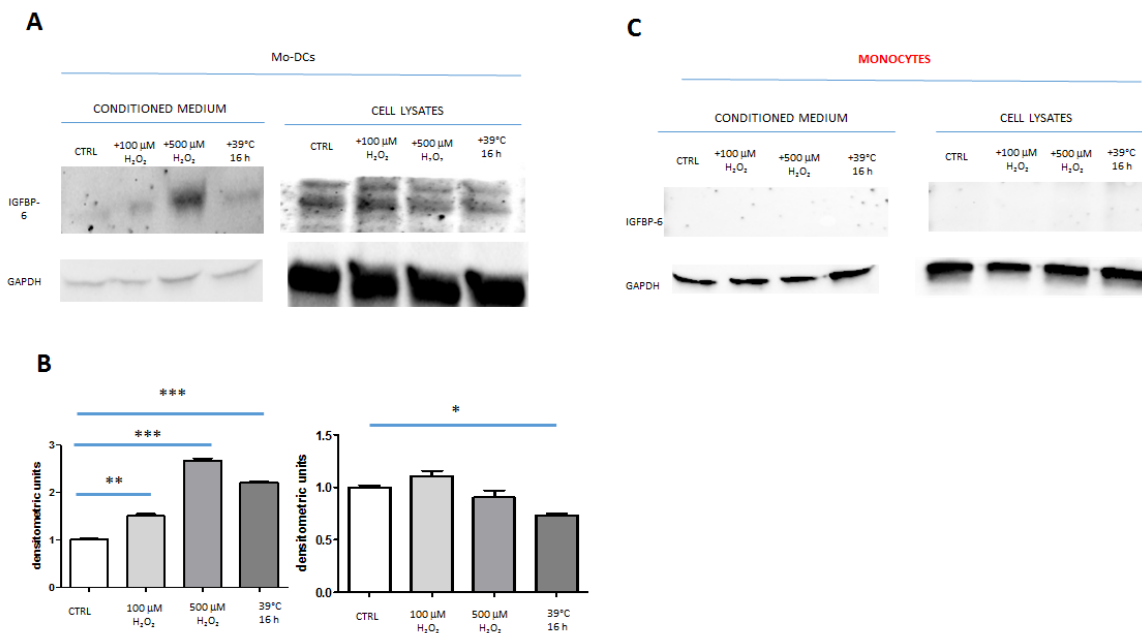 A
Mo-DCs
CONDITIONED MEDIUM
CELL LYSATES
CTRL
+100 µM
H₂O₂
+500 µM
H₂O₂
+39°C
16 h
CTRL
+100 µM
H₂O₂
+500 µM
H₂O₂
+39°C
16 h
IGFBP-
6
GAPDH
C
MONOCYTES
CONDITIONED MEDIUM
CELL LYSATES
CTRL
+100 µM
H₂O₂
+500 µM
H₂O₂
+39°C
16 h
CTRL
+100 µM
H₂O₂
+500 µM
H₂O₂
+39°C
16 h
IGFBP-6
GAPDH
B
***
***
**
densitometric units
3
2
1
0
CTRL
100 µM
H₂O₂
500 µM
H₂O₂
39°C
16 h
*
densitometric units
1.5
1.0
0.5
0.0
CTRL
100 µM
H₂O₂
500 µM
H₂O₂
39°C
16 h